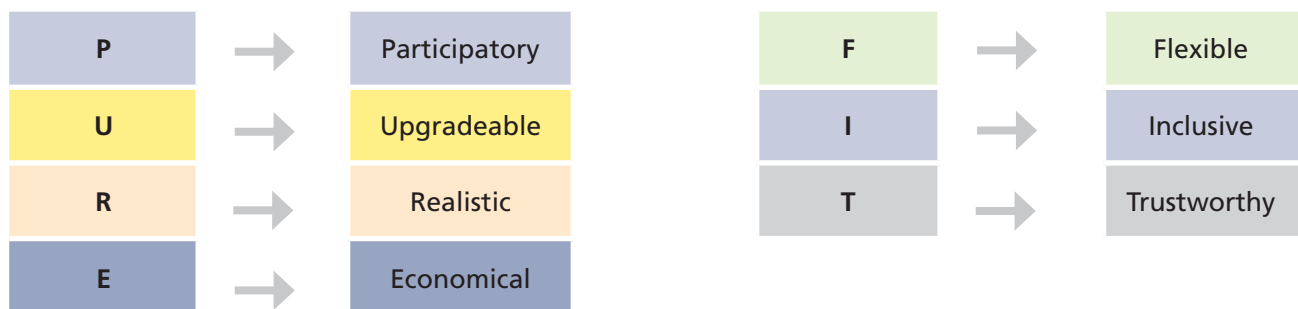 P Participatory
U Upgradeable
R Realistic
E Economical
F Flexible
I Inclusive
T Trustworthy